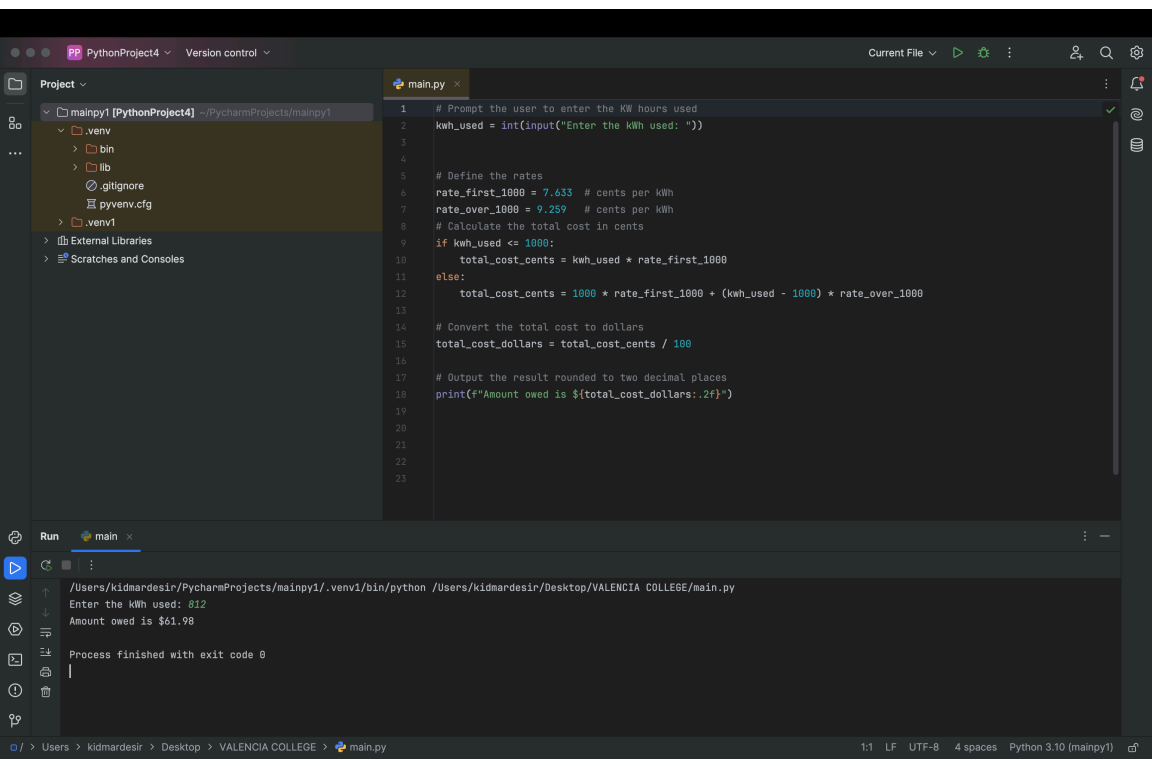 PP PythonProject4 Version control
Current File
Project
main.py
mainpy1 [PythonProject4] ~/PycharmProjects/mainpy1
.venv
bin
lib
.gitignore
pyvenv.cfg
.venv1
External Libraries
Scratches and Consoles
1 # Prompt the user to enter the KW hours used
2 kwh_used = int(input("Enter the kWh used: "))
3
4
5 # Define the rates
6 rate_first_1000 = 7.633  # cents per kWh
7 rate_over_1000 = 9.259   # cents per kWh
8 # Calculate the total cost in cents
9 if kwh_used <= 1000:
10     total_cost_cents = kwh_used * rate_first_1000
11 else:
12     total_cost_cents = 1000 * rate_first_1000 + (kwh_used - 1000) * rate_over_1000
13
14 # Convert the total cost to dollars
15 total_cost_dollars = total_cost_cents / 100
16
17 # Output the result rounded to two decimal places
18 print(f"Amount owed is ${total_cost_dollars:.2f}")
19
20
21
22
23
Run main
/Users/kidmardesir/PycharmProjects/mainpy1/.venv1/bin/python /Users/kidmardesir/Desktop/VALENCIA COLLEGE/main.py
Enter the kWh used: 812
Amount owed is $61.98
Process finished with exit code 0
/ > Users > kidmardesir > Desktop > VALENCIA COLLEGE > main.py
1:1 LF UTF-8 4 spaces Python 3.10 (mainpy1)